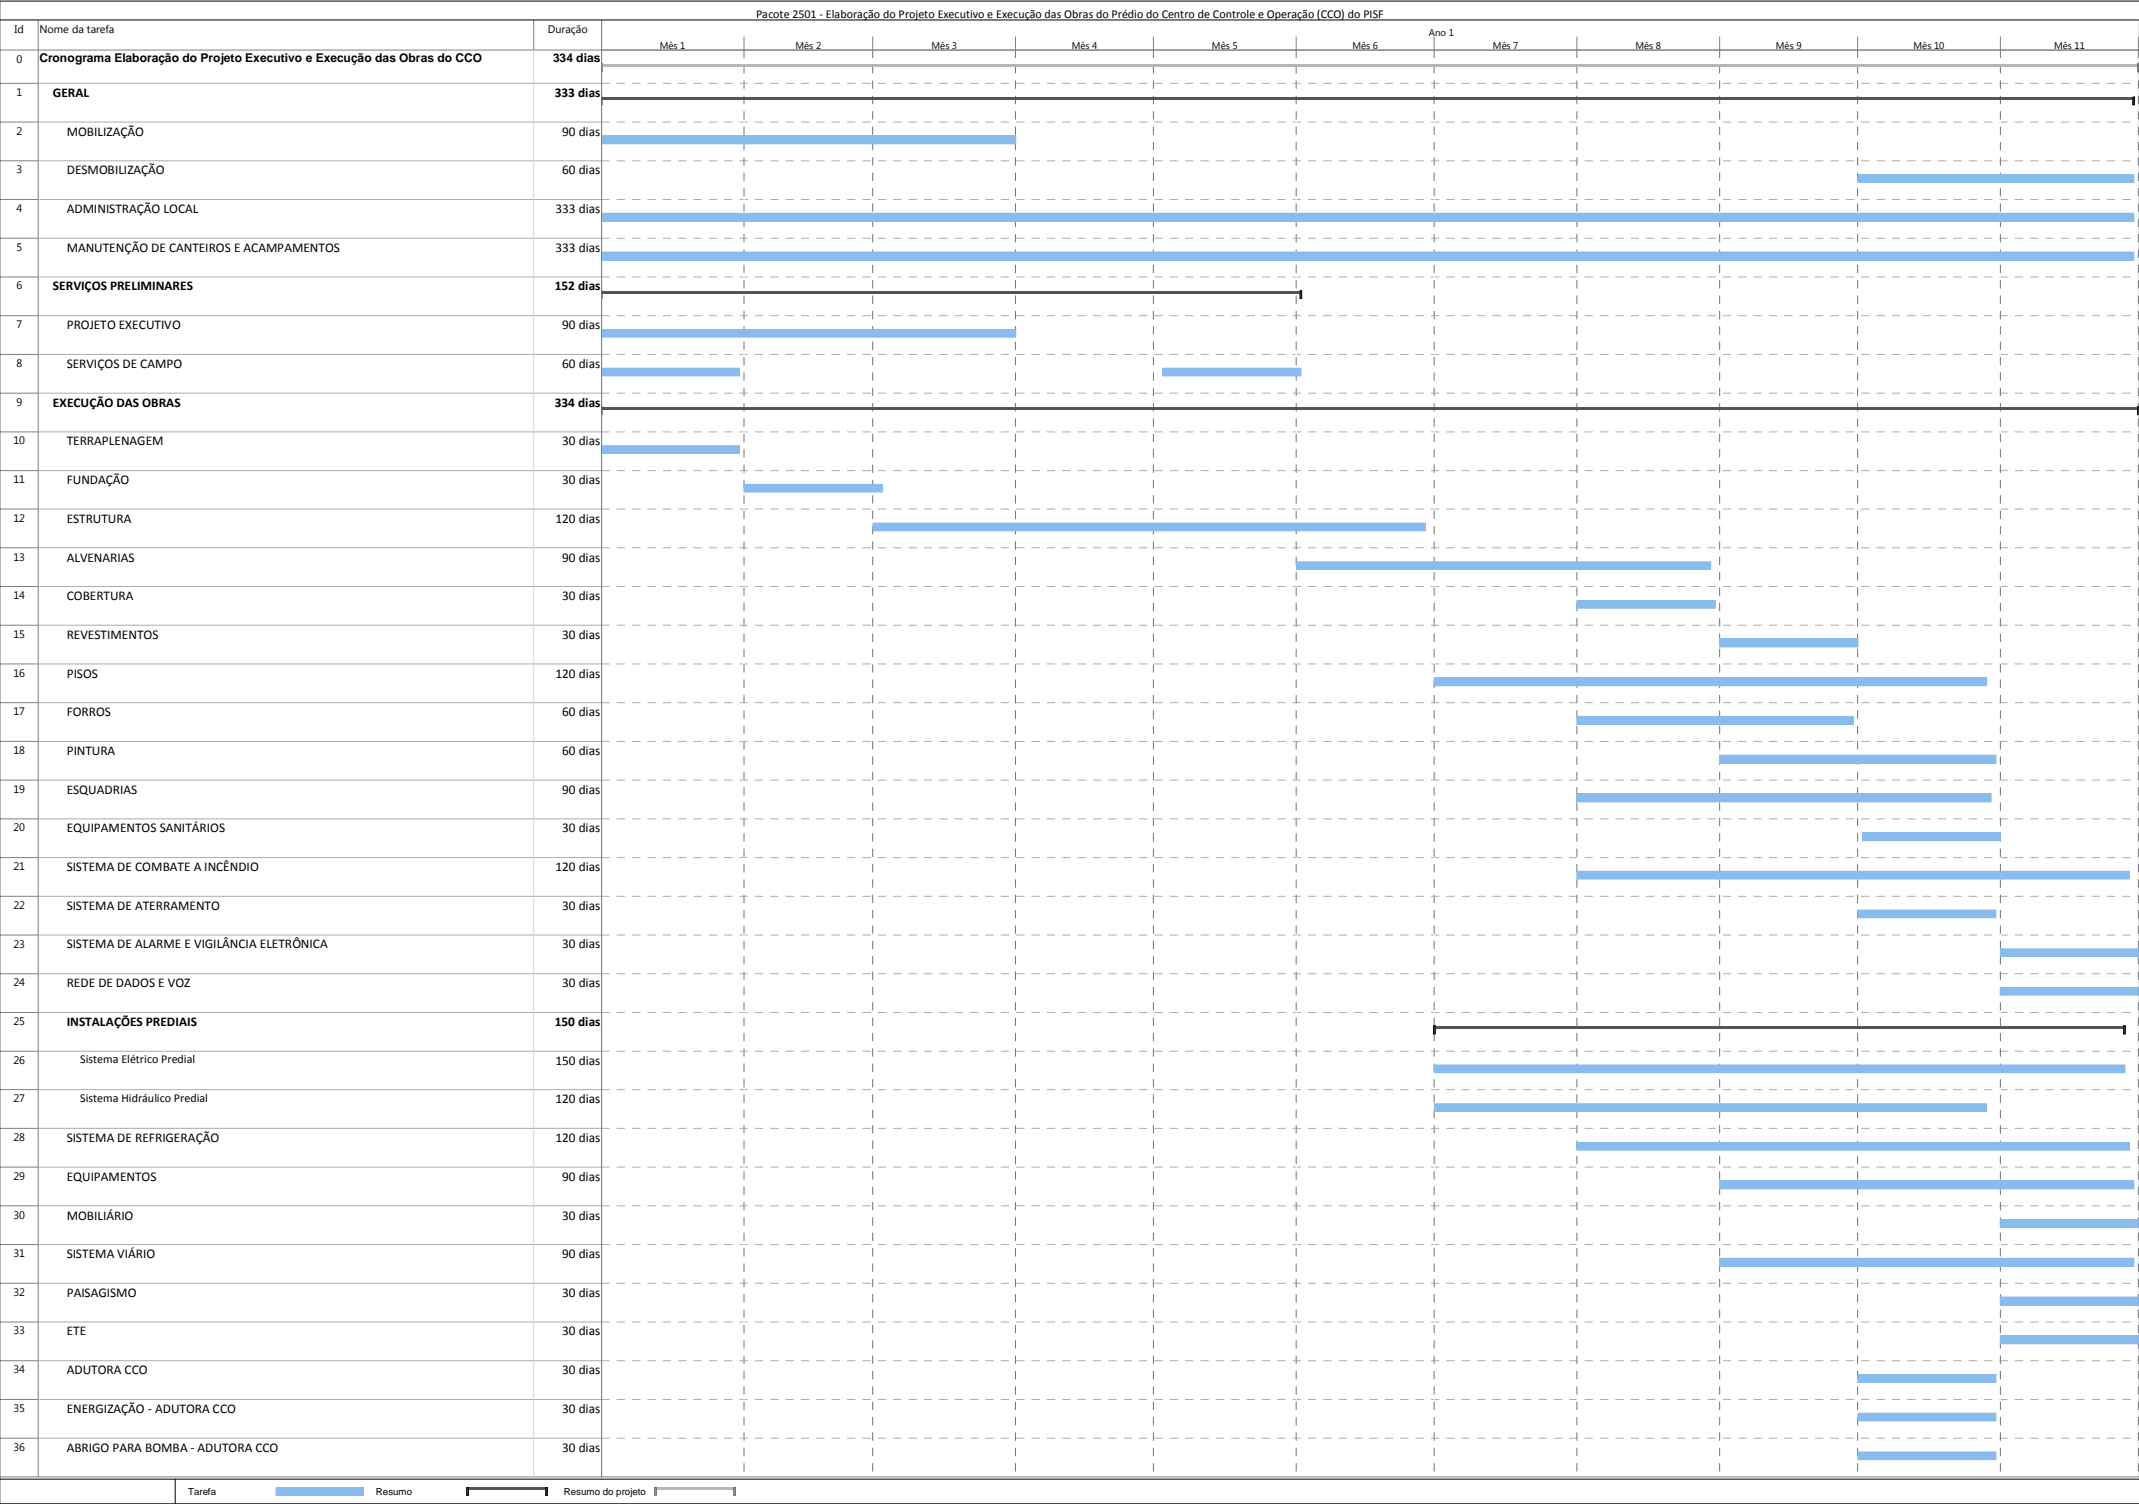 Pacote 2501 - Elaboração do Projeto Executivo e Execução das Obras do Prédio do Centro de Controle e Operação (CCO) do PISF
Id Nome da tarefa Duração Ano 1
Mês 1 Mês 2 Mês 3 Mês 4 Mês 5 Mês 6 Mês 7 Mês 8 Mês 9 Mês 10 Mês 11
0 Cronograma Elaboração do Projeto Executivo e Execução das Obras do CCO 334 dias
1 GERAL 333 dias
2 MOBILIZAÇÃO 90 dias
3 DESMOBILIZAÇÃO 60 dias
4 ADMINISTRAÇÃO LOCAL 333 dias
5 MANUTENÇÃO DE CANTEIROS E ACAMPAMENTOS 333 dias
6 SERVIÇOS PRELIMINARES 152 dias
7 PROJETO EXECUTIVO 90 dias
8 SERVIÇOS DE CAMPO 60 dias
9 EXECUÇÃO DAS OBRAS 334 dias
10 TERRAPLENAGEM 30 dias
11 FUNDAÇÃO 30 dias
12 ESTRUTURA 120 dias
13 ALVENARIAS 90 dias
14 COBERTURA 30 dias
15 REVESTIMENTOS 30 dias
16 PISOS 120 dias
17 FORROS 60 dias
18 PINTURA 60 dias
19 ESQUADRIAS 90 dias
20 EQUIPAMENTOS SANITÁRIOS 30 dias
21 SISTEMA DE COMBATE A INCÊNDIO 120 dias
22 SISTEMA DE ATERRAMENTO 30 dias
23 SISTEMA DE ALARME E VIGILÂNCIA ELETRÔNICA 30 dias
24 REDE DE DADOS E VOZ 30 dias
25 INSTALAÇÕES PREDIAIS 150 dias
26 Sistema Elétrico Predial 150 dias
27 Sistema Hidráulico Predial 120 dias
28 SISTEMA DE REFRIGERAÇÃO 120 dias
29 EQUIPAMENTOS 90 dias
30 MOBILIÁRIO 30 dias
31 SISTEMA VIÁRIO 90 dias
32 PAISAGISMO 30 dias
33 ETE 30 dias
34 ADUTORA CCO 30 dias
35 ENERGIZAÇÃO - ADUTORA CCO 30 dias
36 ABRIGO PARA BOMBA - ADUTORA CCO 30 dias
Tarefa Resumo Resumo do projeto